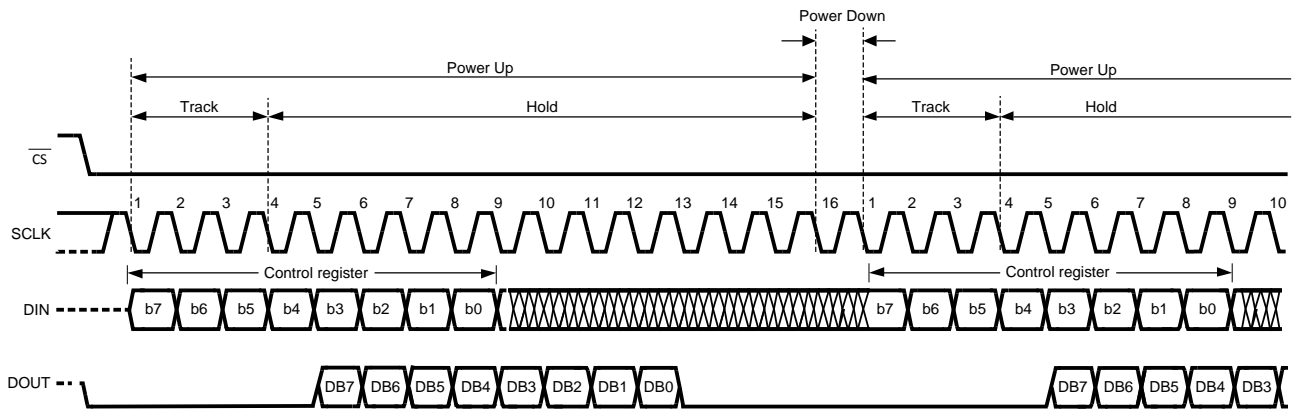 Power Down
Power Up Power Up
Track Hold Track Hold
CS
1 2 3 4 5 6 7 8 9 10 11 12 13 14 15 16 1 2 3 4 5 6 7 8 9 10
SCLK
Control register Control register
DIN b7 b6 b5 b4 b3 b2 b1 b0 b7 b6 b5 b4 b3 b2 b1 b0
DOUT DB7 DB6 DB5 DB4 DB3 DB2 DB1 DB0 DB7 DB6 DB5 DB4 DB3